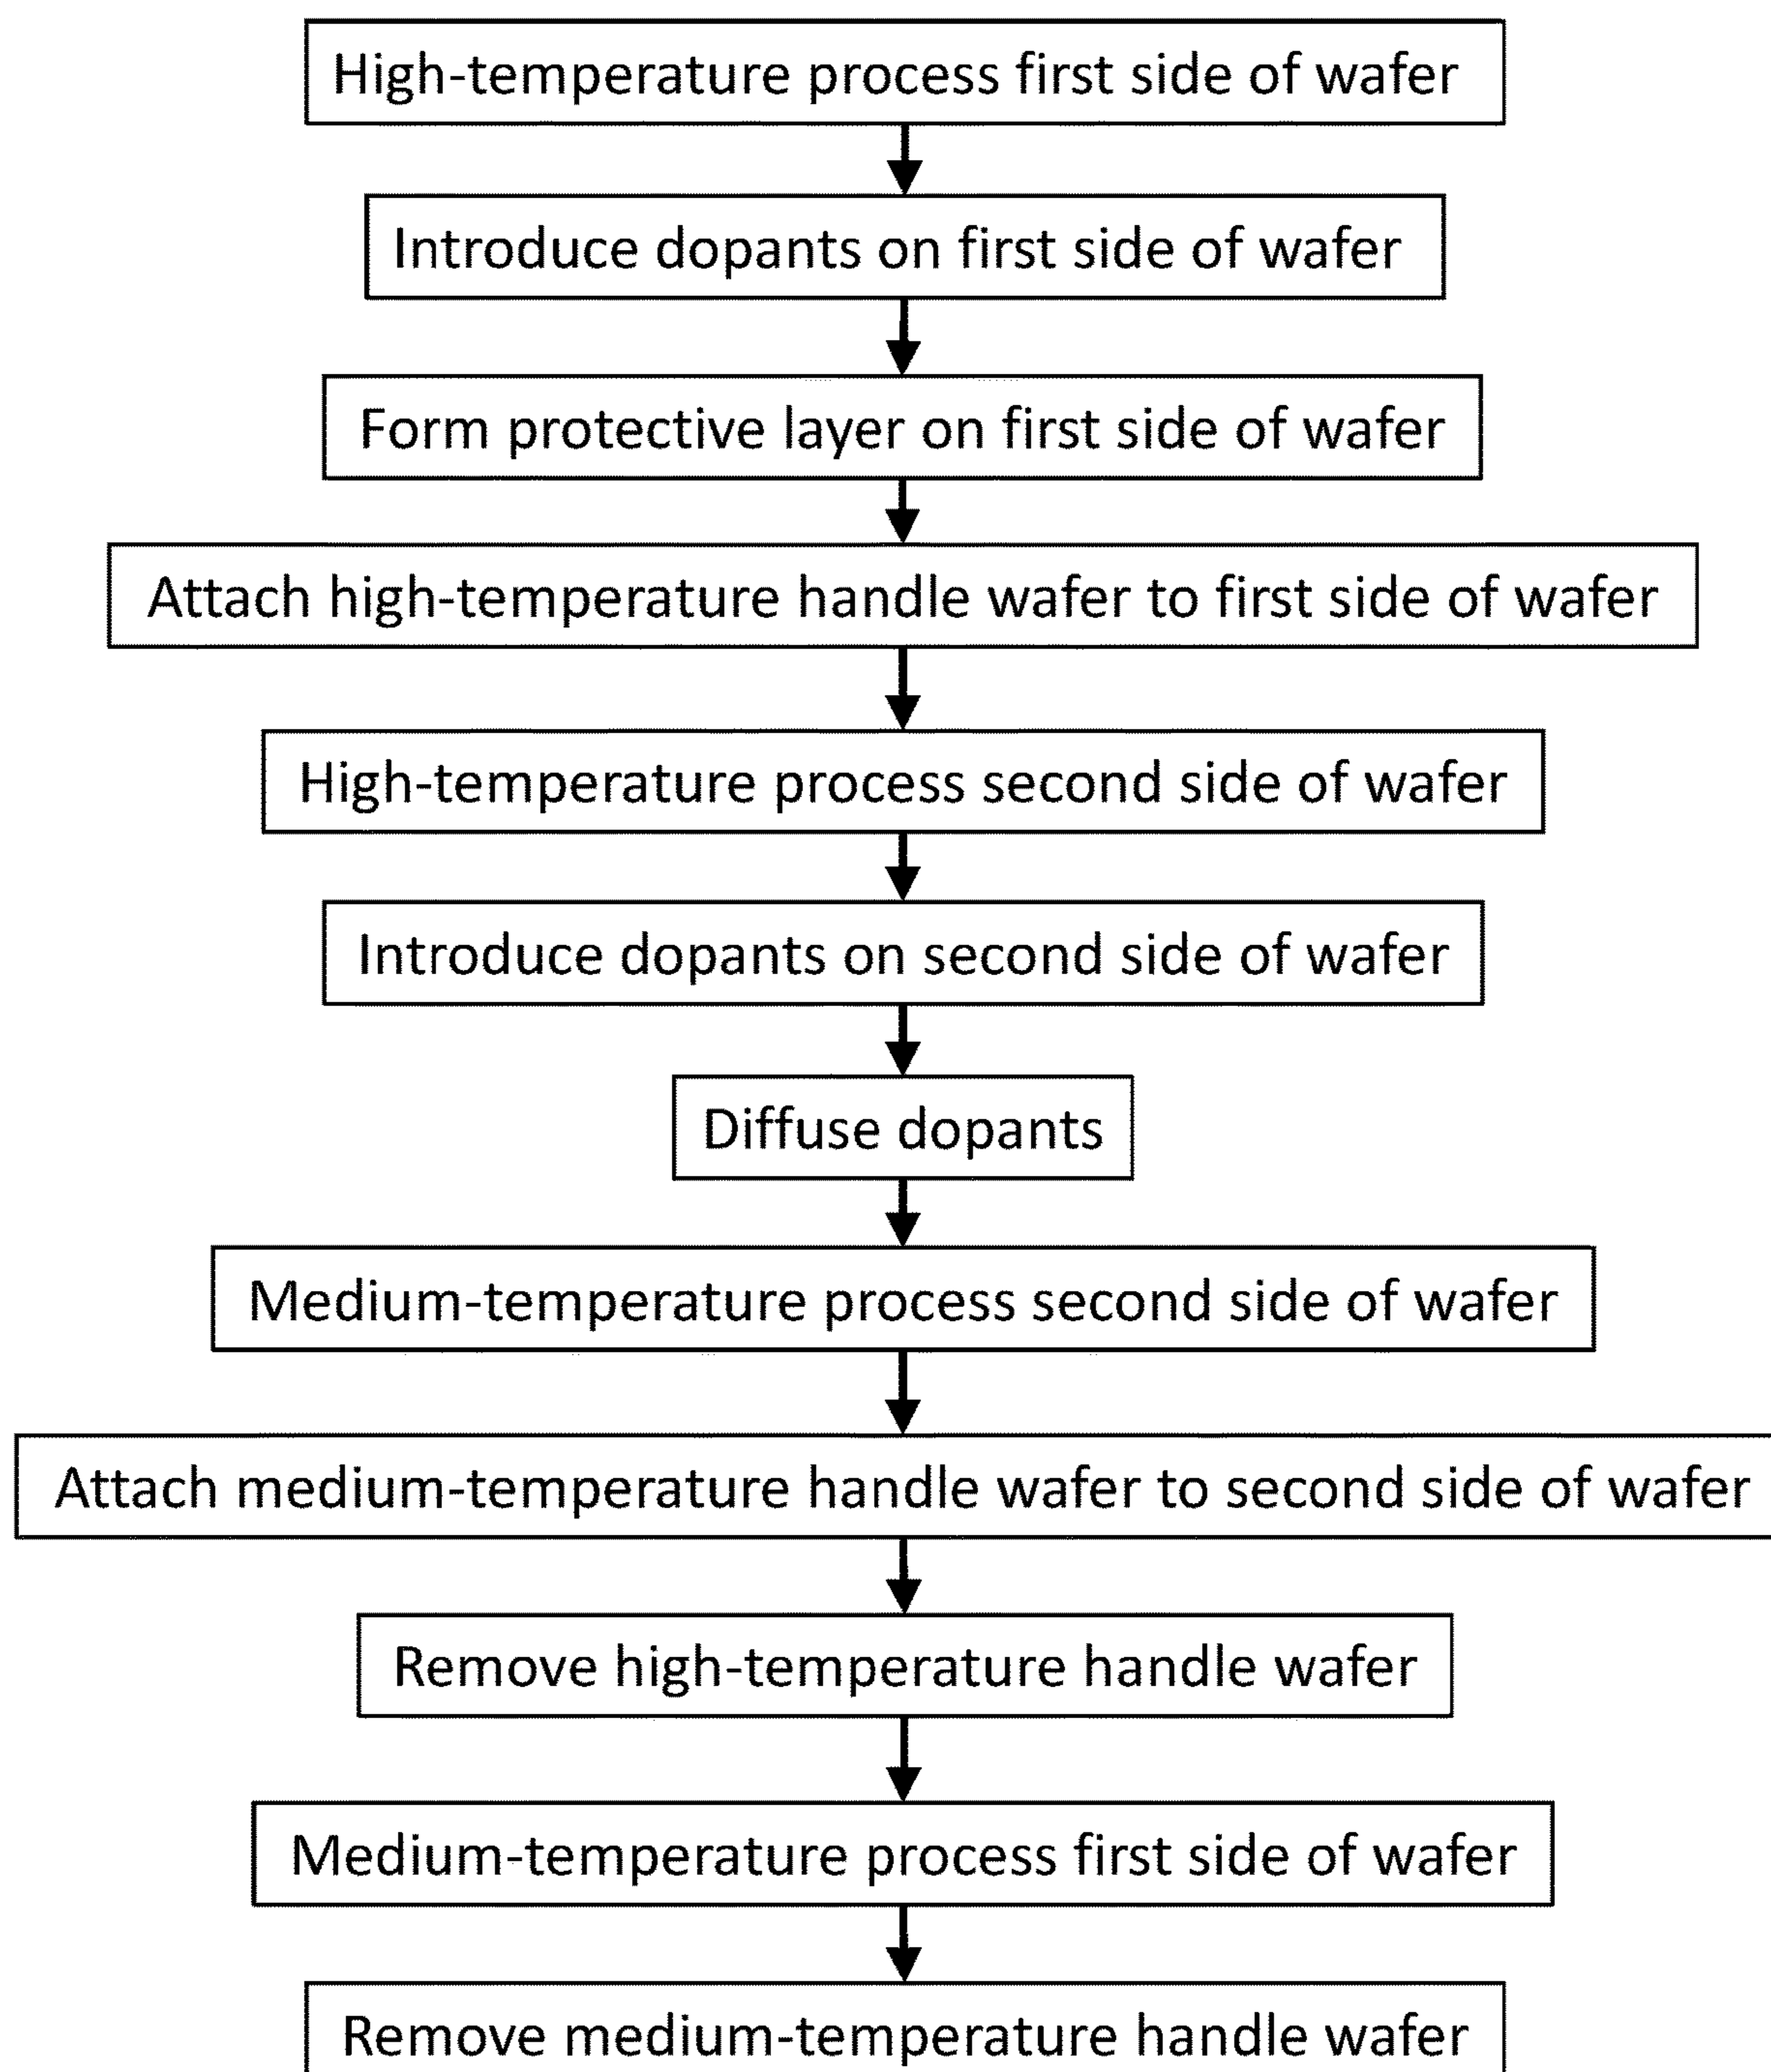 High-temperature process first side of wafer
Introduce dopants on first side of wafer
Form protective layer on first side of wafer
Attach high-temperature handle wafer to first side of wafer
High-temperature process second side of wafer
Introduce dopants on second side of wafer
Diffuse dopants
Medium-temperature process second side of wafer
Attach medium-temperature handle wafer to second side of wafer
Remove high-temperature handle wafer
Medium-temperature process first side of wafer
Remove medium-temperature handle wafer